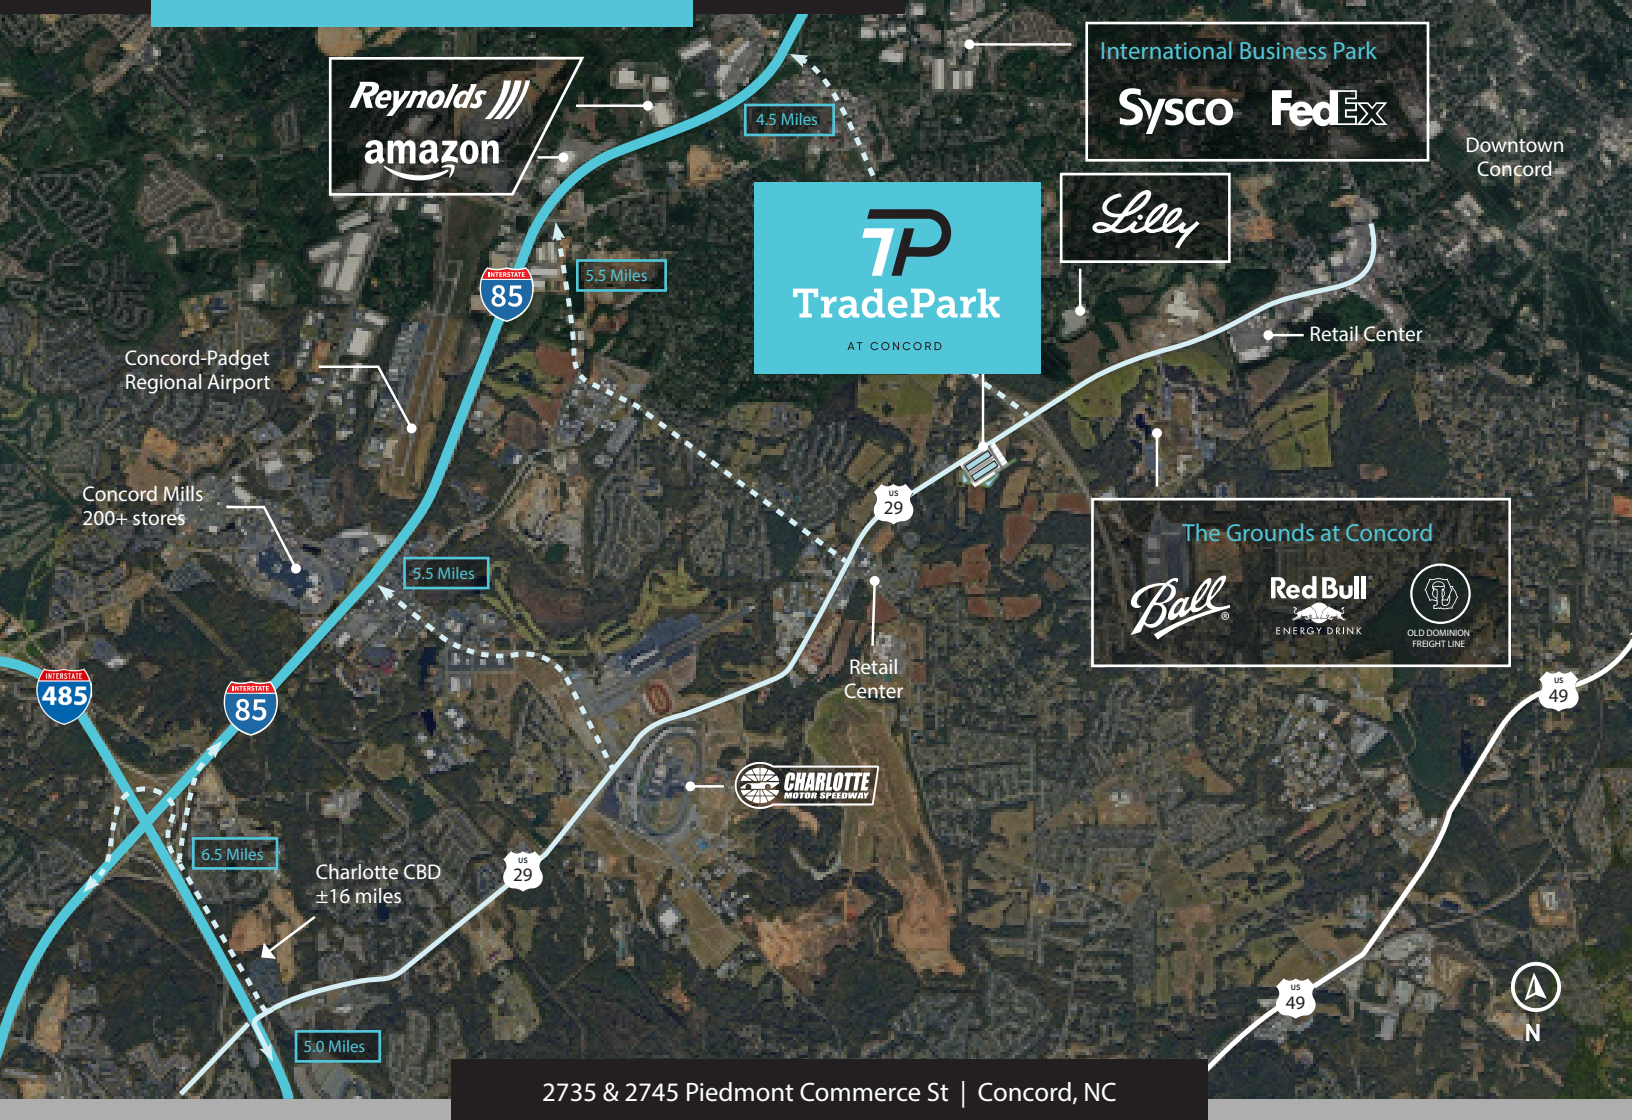 International Business Park
Sysco FedEx
Reynolds
amazon
4.5 Miles
Downtown
Concord
TP
TradePark
AT CONCORD
Lilly
5.5 Miles
INTERSTATE
85
Retail Center
Concord-Padget
Regional Airport
Concord Mills
200+ stores
US
29
The Grounds at Concord
Ball®
Red Bull®
ENERGY DRINK
OLD DOMINION
FREIGHT LINE
5.5 Miles
Retail
Center
INTERSTATE
485
INTERSTATE
85
US
49
CHARLOTTE
MOTOR SPEEDWAY
6.5 Miles
Charlotte CBD
±16 miles
US
29
US
49
N
5.0 Miles
2735 & 2745 Piedmont Commerce St | Concord, NC